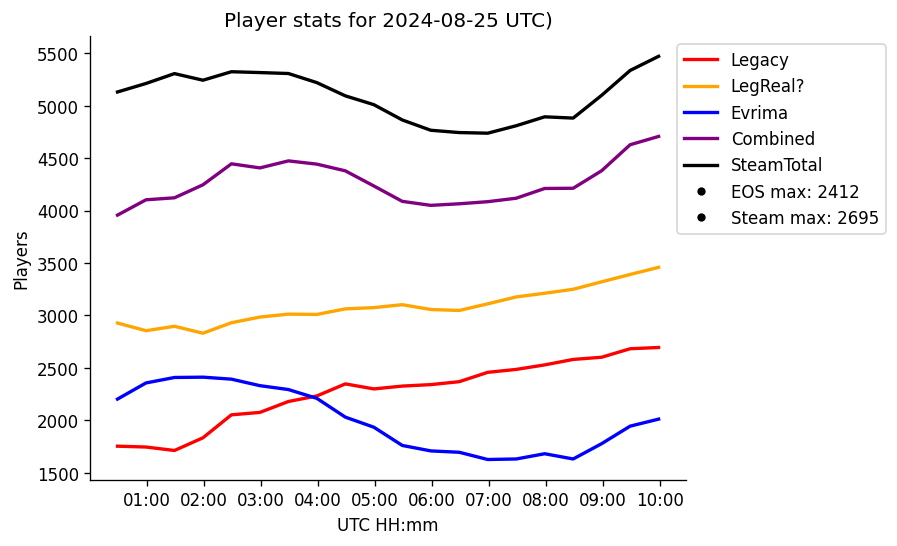 Player stats for 2024-08-25 UTC)
Legacy
LegReal?
Evrima
Combined
SteamTotal
EOS max: 2412
Steam max: 2695
Players
5500
5000
4500
4000
3500
3000
2500
2000
1500
01:00 02:00 03:00 04:00 05:00 06:00 07:00 08:00 09:00 10:00
UTC HH:mm